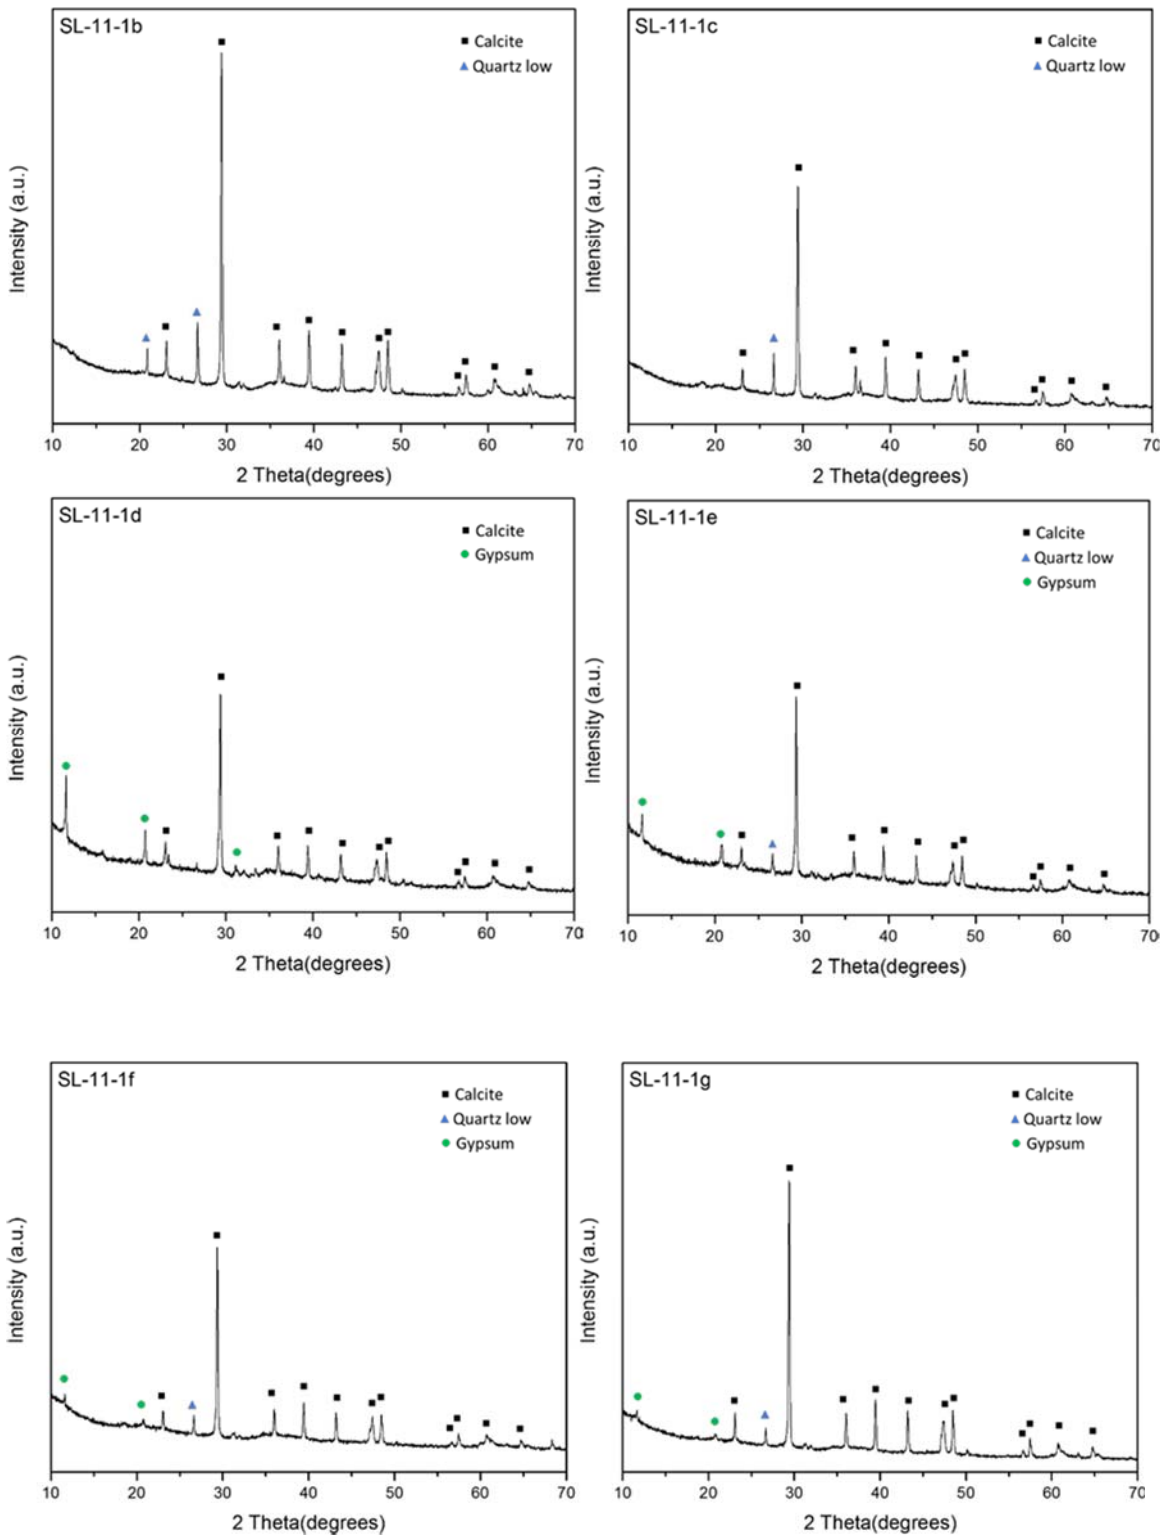 SL-11-1b
■ Calcite
▲ Quartz low
Intensity (a.u.)
10 20 30 40 50 60 70
2 Theta(degrees)
SL-11-1c
■ Calcite
▲ Quartz low
Intensity (a.u.)
10 20 30 40 50 60 70
2 Theta(degrees)
SL-11-1d
■ Calcite
● Gypsum
Intensity (a.u.)
10 20 30 40 50 60 70
2 Theta(degrees)
SL-11-1e
■ Calcite
▲ Quartz low
● Gypsum
Intensity (a.u.)
10 20 30 40 50 60 70
2 Theta(degrees)
SL-11-1f
■ Calcite
▲ Quartz low
● Gypsum
Intensity (a.u.)
10 20 30 40 50 60 70
2 Theta(degrees)
SL-11-1g
■ Calcite
▲ Quartz low
● Gypsum
Intensity (a.u.)
10 20 30 40 50 60 70
2 Theta(degrees)